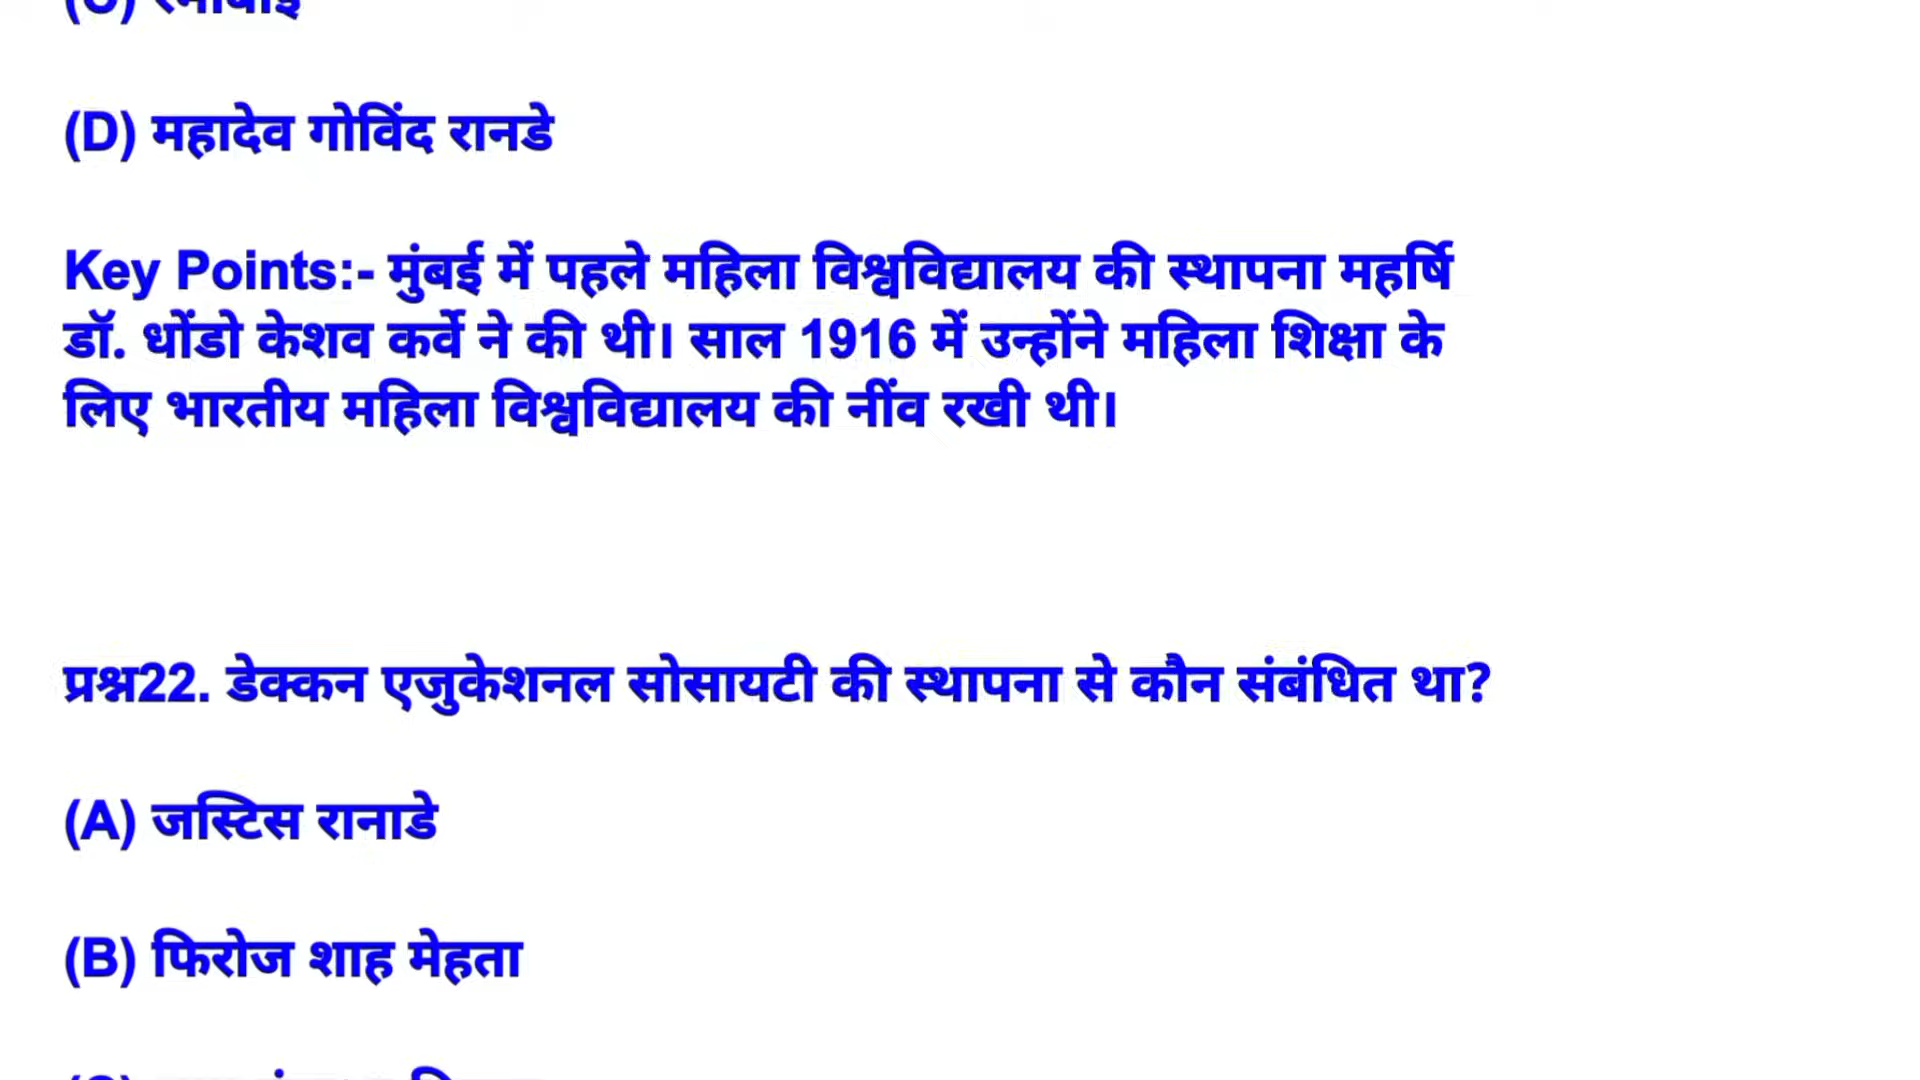 (D) महादेव गोविंद रानडे
Key Points:- मुंबई में पहले महिला विश्वविद्यालय की स्थापना महर्षि
डॉ. धोंडो केशव कर्वे ने की थी। साल 1916 में उन्होंने महिला शिक्षा के
लिए भारतीय महिला विश्वविद्यालय की नींव रखी थी।
प्रश्न22. डेक्कन एजुकेशनल सोसायटी की स्थापना से कौन संबंधित था?
(A) जस्टिस रानाडे
(B) फिरोज शाह मेहता